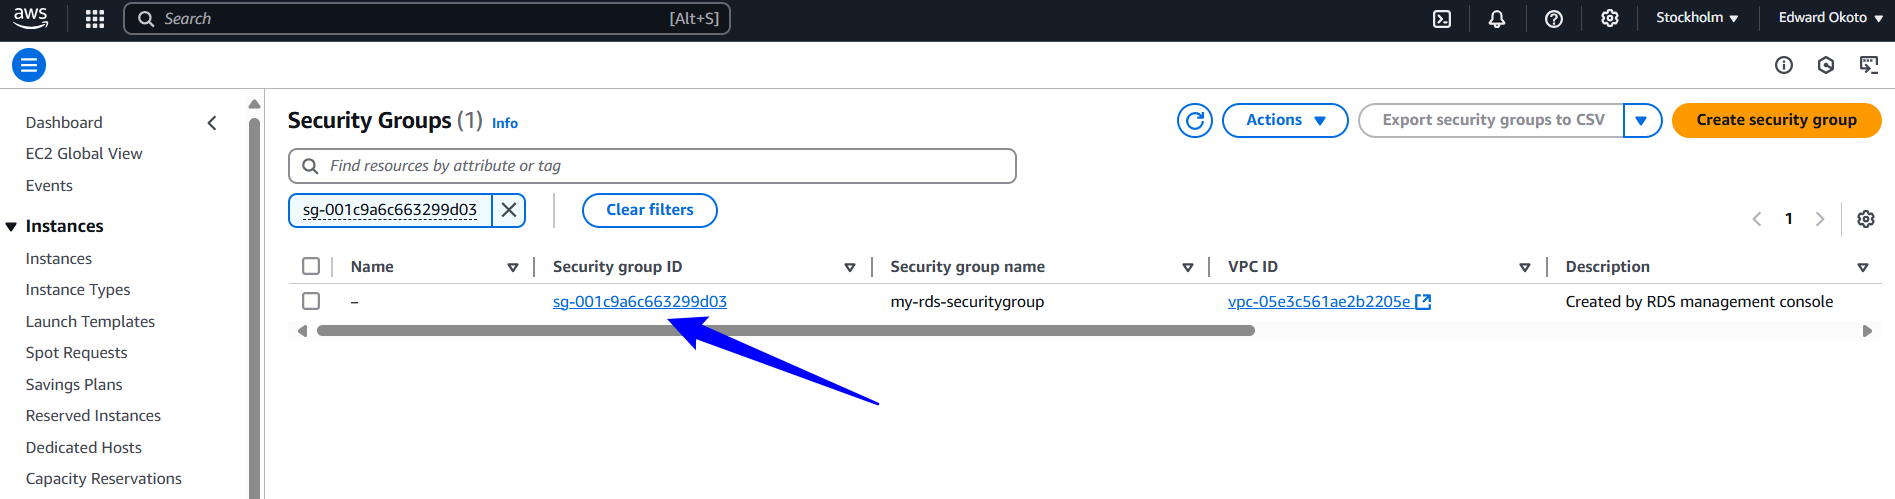 aws Search [Alt+S] Stockholm Edward Okoto
Dashboard
EC2 Global View
Events
Instances
Instances
Instance Types
Launch Templates
Spot Requests
Savings Plans
Reserved Instances
Dedicated Hosts
Capacity Reservations
Security Groups (1) Info Actions Export security groups to CSV Create security group
Find resources by attribute or tag
sg-001c9a6c663299d03 Clear filters
1
Name Security group ID Security group name VPC ID Description
– sg-001c9a6c663299d03 my-rds-securitygroup vpc-05e3c561ae2b2205e Created by RDS management console